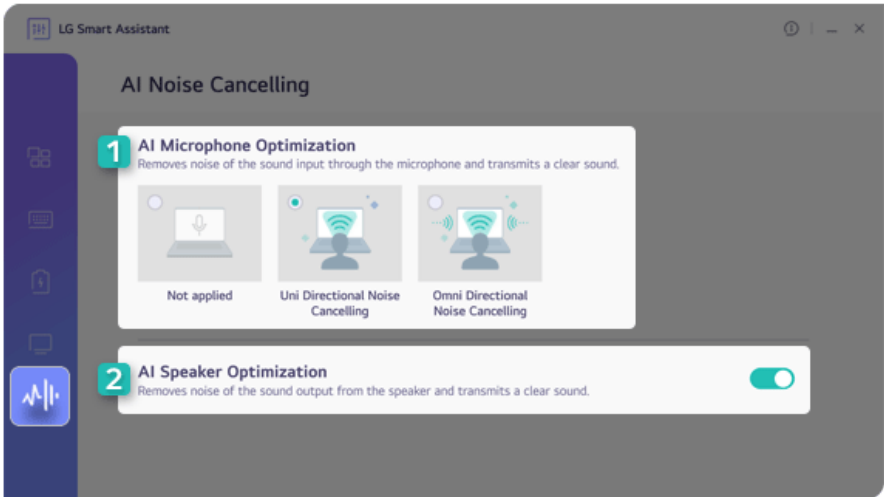 LG Smart Assistant
AI Noise Cancelling
1
AI Microphone Optimization
Removes noise of the sound input through the microphone and transmits a clear sound.
Not applied
Uni Directional Noise
Cancelling
Omni Directional
Noise Cancelling
2
AI Speaker Optimization
Removes noise of the sound output from the speaker and transmits a clear sound.